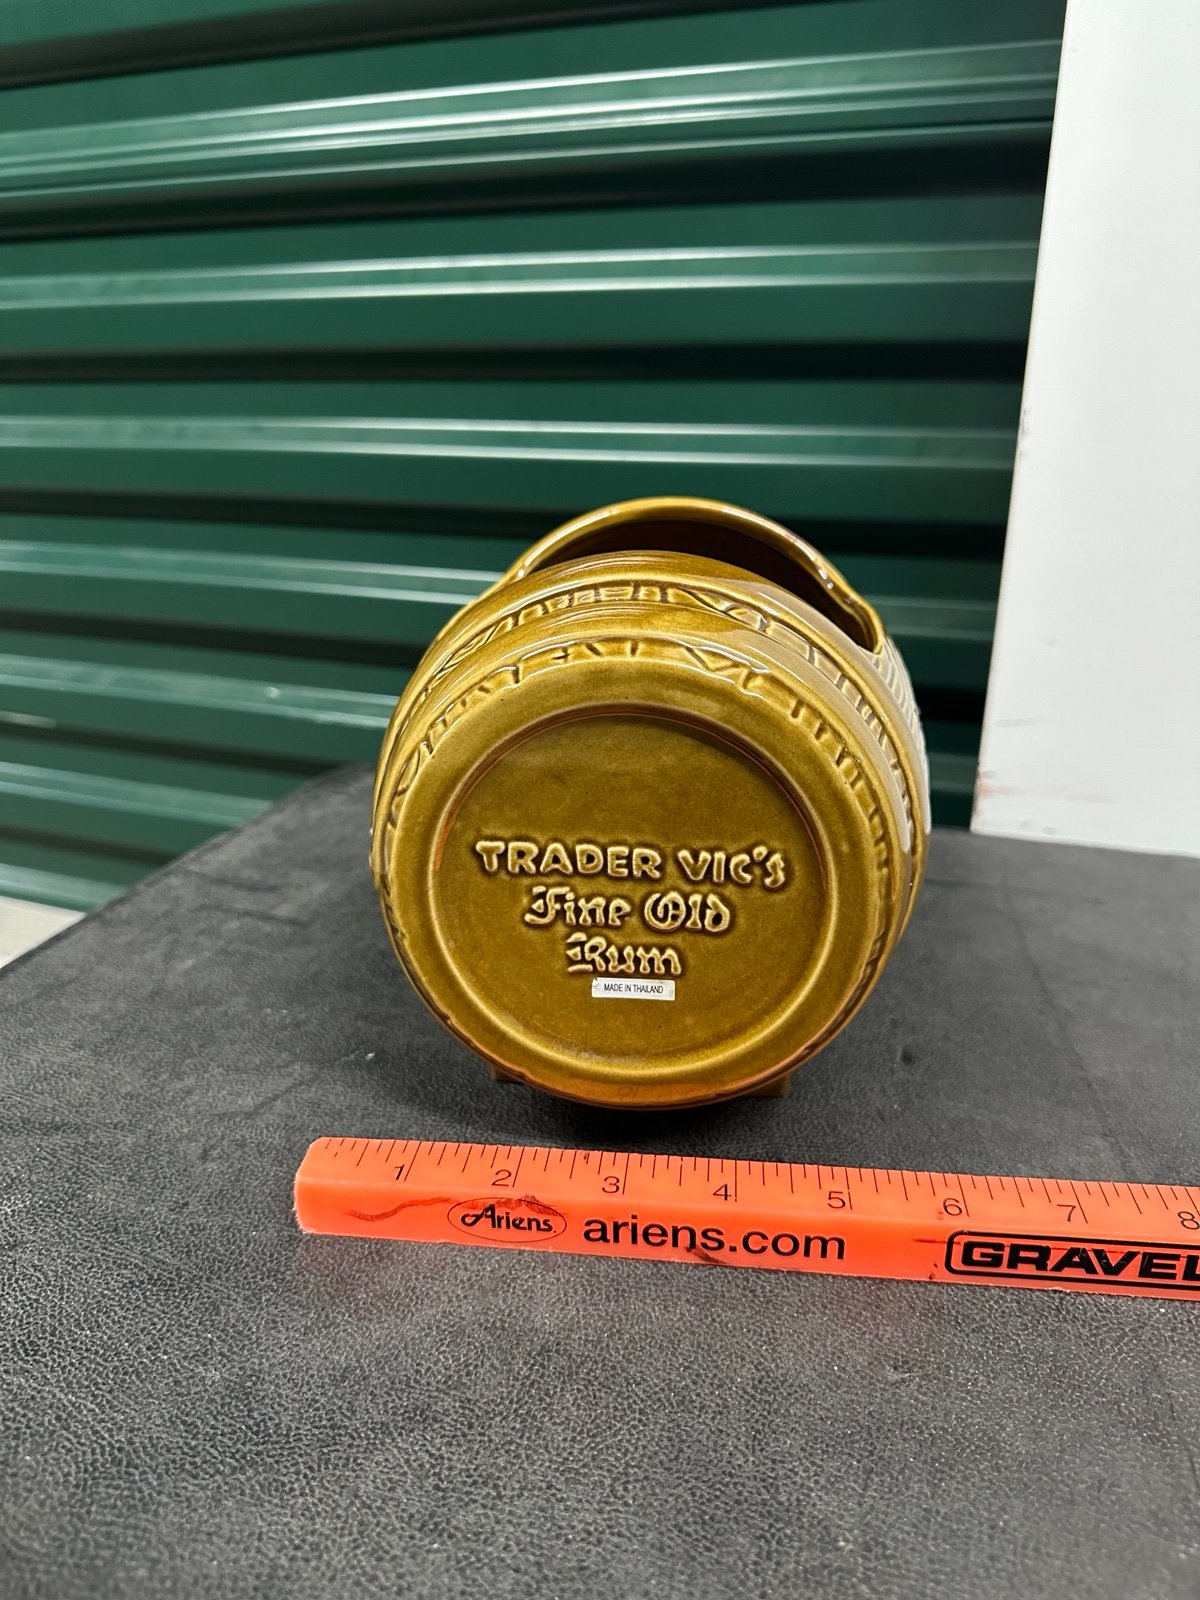 TRADER VIC'S
Fine Old
Rum
MADE IN THAILAND
1 2 3 4 5 6 7 8
Ariens ariens.com GRAVEL